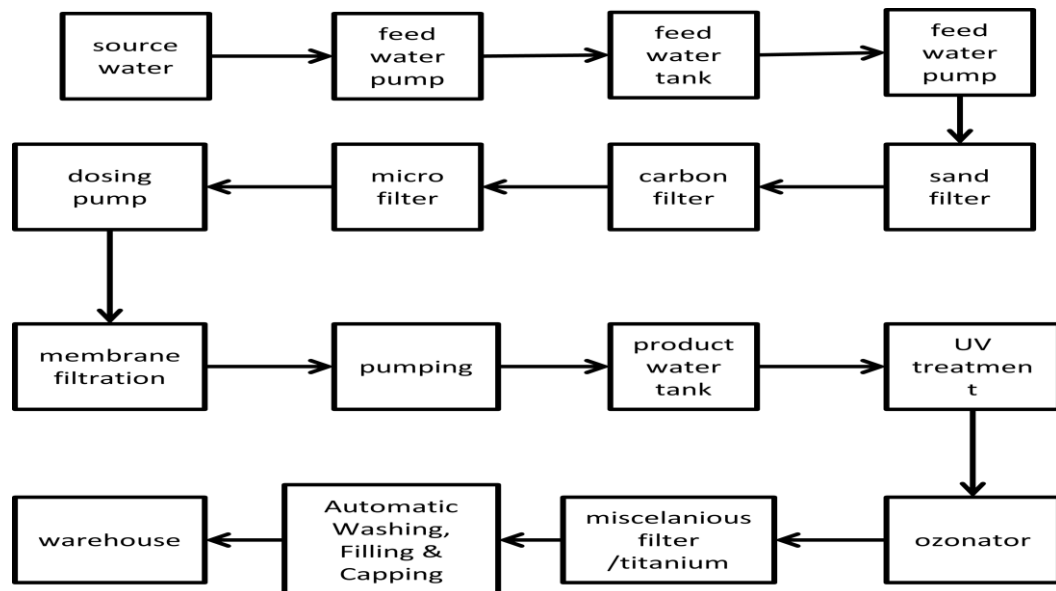 source
water
feed
water
pump
feed
water
tank
feed
water
pump
dosing
pump
micro
filter
carbon
filter
sand
filter
membrane
filtration
pumping
product
water
tank
UV
treatmen
t
warehouse
Automatic
Washing,
Filling &
Capping
miscelanious
filter
/titanium
ozonator